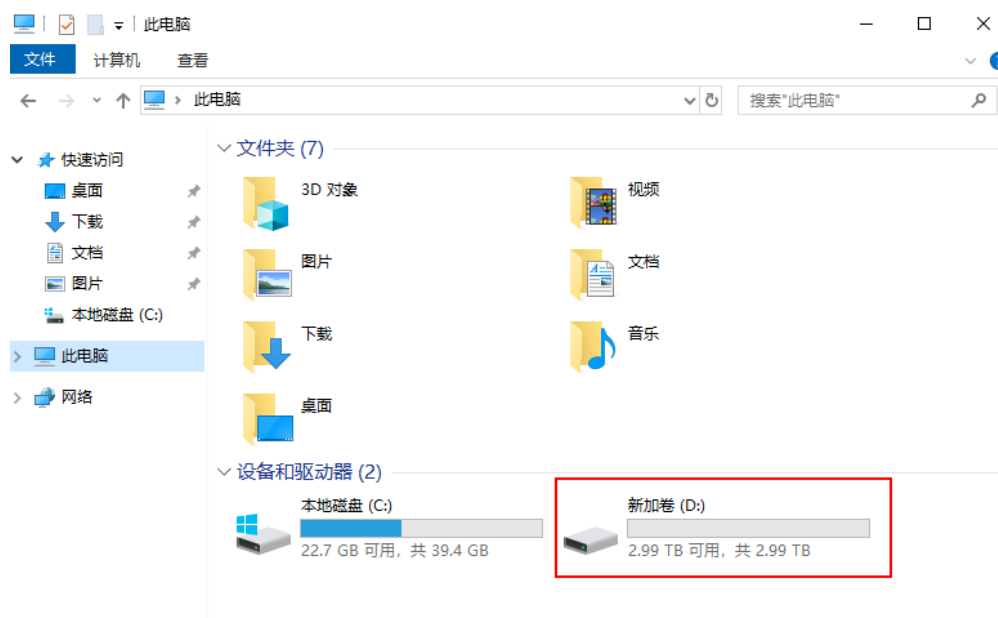 此电脑
文件 计算机 查看
此电脑
搜索"此电脑"
快速访问
桌面
下载
文档
图片
本地磁盘 (C:)
此电脑
网络
文件夹 (7)
3D 对象
视频
图片
文档
下载
音乐
桌面
设备和驱动器 (2)
本地磁盘 (C:)
22.7 GB 可用，共 39.4 GB
新加卷 (D:)
2.99 TB 可用，共 2.99 TB